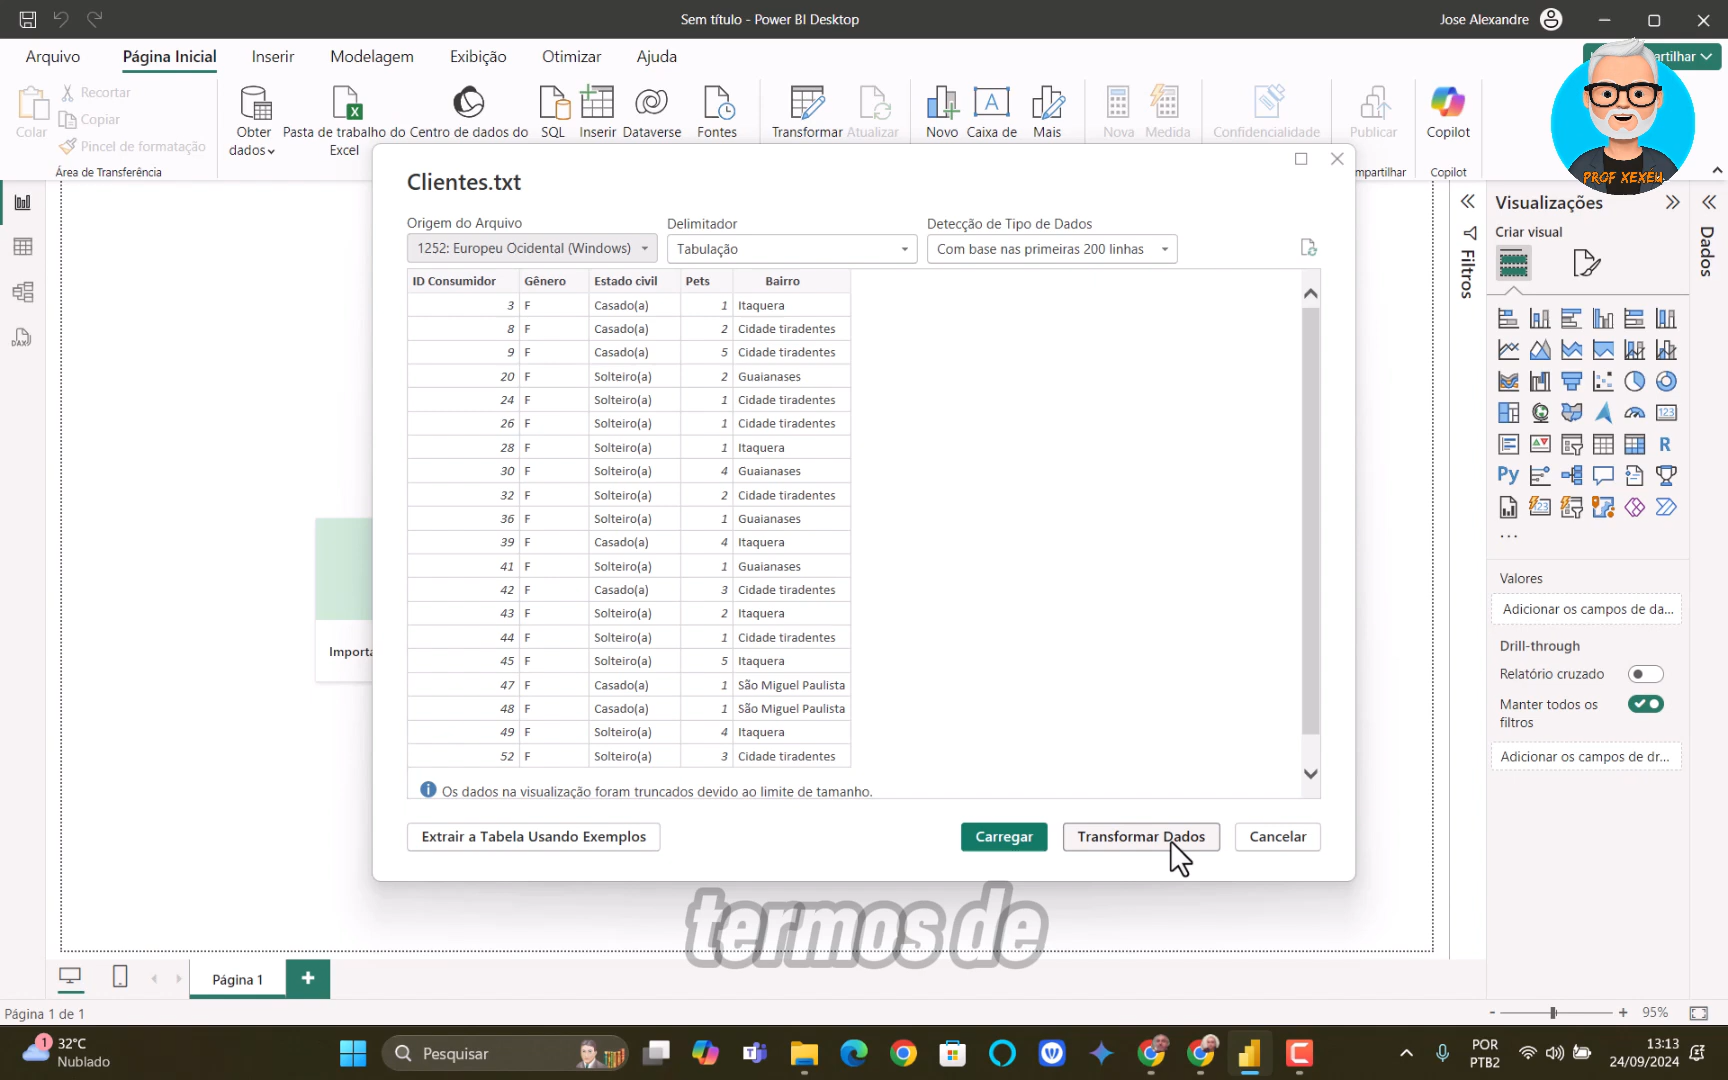 Sem título - Power BI Desktop
Jose Alexandre
Arquivo
Página Inicial
Inserir
Modelagem
Exibição
Otimizar
Ajuda
artilhar
Colar
Recortar
Copiar
Pincel de formatação
Área de Transferência
Obter dados
Pasta de trabalho do Excel
Centro de dados do
SQL
Inserir
Dataverse
Fontes
Transformar
Atualizar
Novo
Caixa de
Mais
Nova
Medida
Confidencialidade
Publicar
mpartilhar
Copilot
Copilot
PROF XEXEU
Clientes.txt
Origem do Arquivo
1252: Europeu Ocidental (Windows)
Delimitador
Tabulação
Detecção de Tipo de Dados
Com base nas primeiras 200 linhas
ID Consumidor Gênero Estado civil Pets Bairro
3 F Casado(a) 1 Itaquera
8 F Casado(a) 2 Cidade tiradentes
9 F Casado(a) 5 Cidade tiradentes
20 F Solteiro(a) 2 Guaianases
24 F Solteiro(a) 1 Cidade tiradentes
26 F Solteiro(a) 1 Cidade tiradentes
28 F Solteiro(a) 1 Itaquera
30 F Solteiro(a) 4 Guaianases
32 F Solteiro(a) 2 Cidade tiradentes
36 F Solteiro(a) 1 Guaianases
39 F Casado(a) 4 Itaquera
41 F Solteiro(a) 1 Guaianases
42 F Casado(a) 3 Cidade tiradentes
43 F Solteiro(a) 2 Itaquera
44 F Solteiro(a) 1 Cidade tiradentes
45 F Solteiro(a) 5 Itaquera
47 F Casado(a) 1 São Miguel Paulista
48 F Casado(a) 1 São Miguel Paulista
49 F Solteiro(a) 4 Itaquera
52 F Solteiro(a) 3 Cidade tiradentes
Os dados na visualização foram truncados devido ao limite de tamanho.
Extrair a Tabela Usando Exemplos
Carregar
Transformar Dados
Cancelar
Importa
termos de
Filtros
Visualizações
Criar visual
123
R
Py
123
...
Valores
Adicionar os campos de da...
Drill-through
Relatório cruzado
Manter todos os
filtros
Adicionar os campos de dr...
Dados
DAX
Página 1
+
Página 1 de 1
- + 95%
1
32°C
Nublado
Pesquisar
POR
PTB2
13:13
24/09/2024